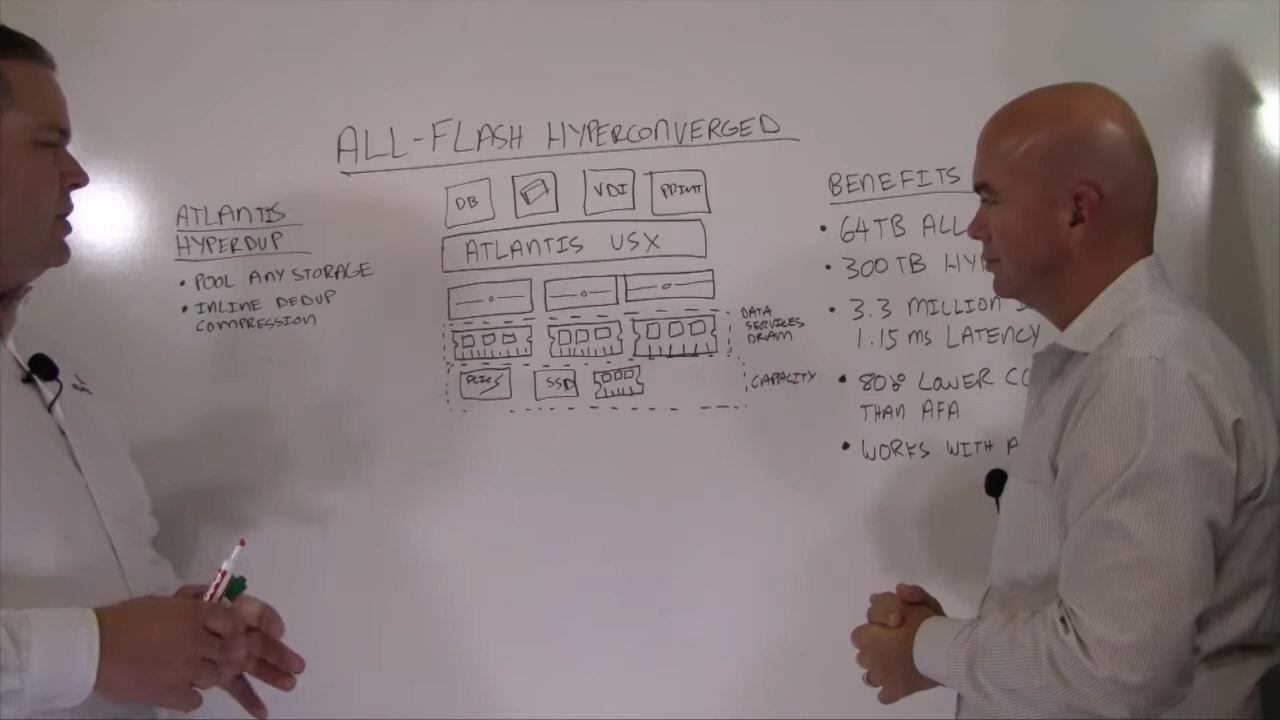 ALL-FLASH HYPERCONVERGED
ATLANTIS
HYPERDUP
• POOL ANY STORAGE
• INLINE DEDUP
COMPRESSION
DB
VDI
PRINT
ATLANTIS USX
DATA
SERVICES
DRAM
SSD
CAPACITY
BENEFITS
• 64TB ALL
• 300TB HY
• 3.3 MILLION
1.15 ms LATENCY
• 80% LOWER CO
THAN AFA
• WORKS WITH A